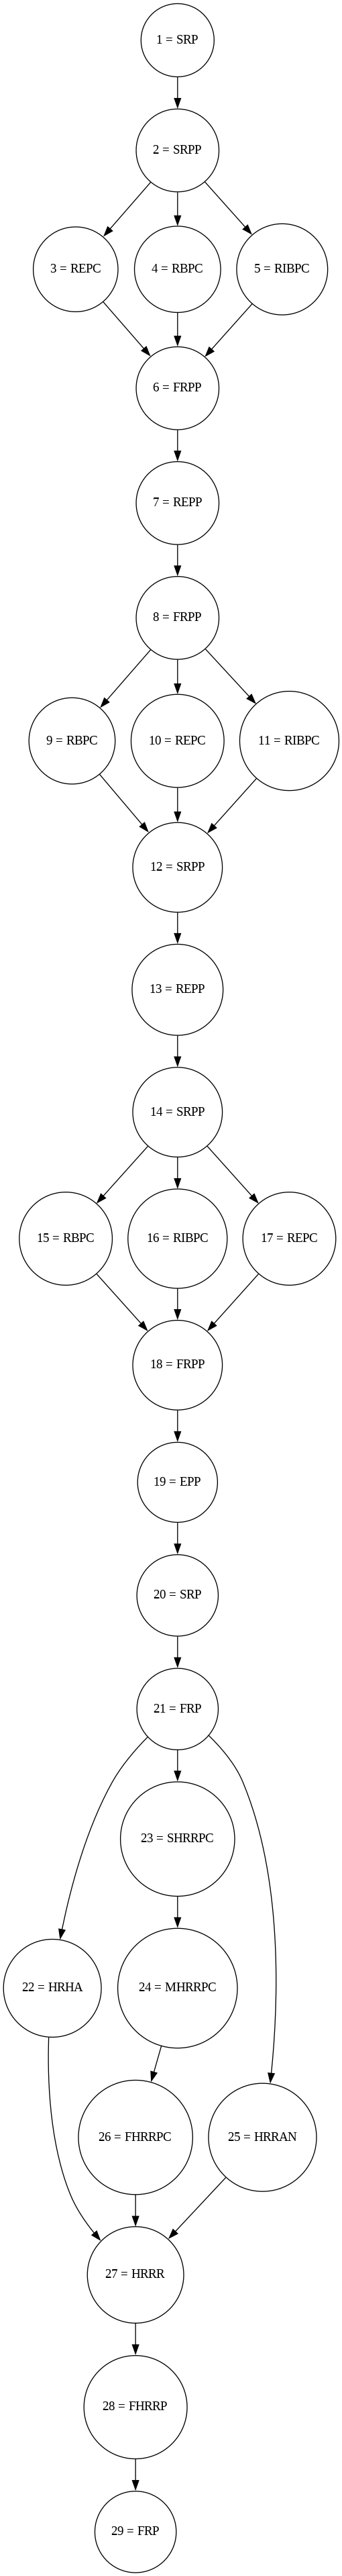 1 = SRP
2 = SRPP
3 = REPC
4 = RBPC
5 = RIBPC
6 = FRPP
7 = REPP
8 = FRPP
9 = RBPC
10 = REPC
11 = RIBPC
12 = SRPP
13 = REPP
14 = SRPP
15 = RBPC
16 = RIBPC
17 = REPC
18 = FRPP
19 = EPP
20 = SRP
21 = FRP
23 = SHRRPC
22 = HRHA
24 = MHRRPC
26 = FHRRPC
25 = HRRAN
27 = HRRR
28 = FHRRP
29 = FRP